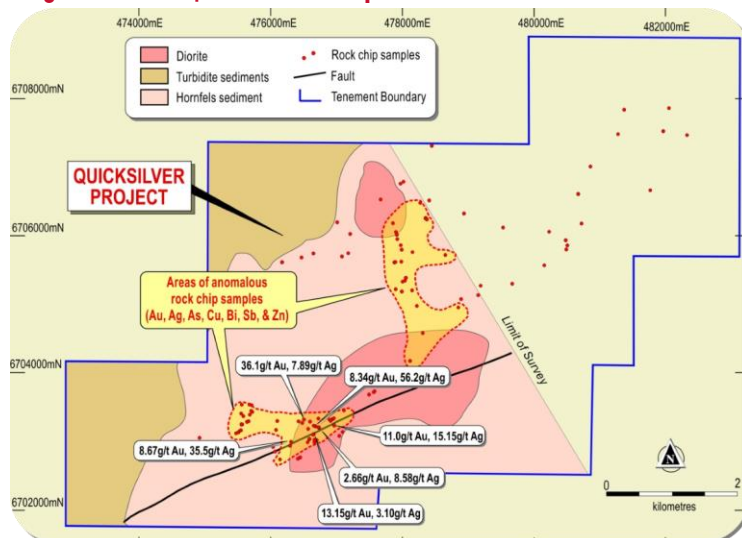 474000mE
476000mE
478000mE
480000mE
482000mE
6708000mN
Diorite
Turbidite sediments
Hornfels sediment
Rock chip samples
Fault
Tenement Boundary
QUICKSILVER
PROJECT
6706000mN
Areas of anomalous
rock chip samples
(Au, Ag, As, Cu, Bi, Sb, & Zn)
Limit of Survey
6704000mN
36.1g/t Au, 7.89g/t Ag
8.34g/t Au, 56.2g/t Ag
8.67g/t Au, 35.5g/t Ag
11.0g/t Au, 15.15g/t Ag
2.66g/t Au, 8.58g/t Ag
13.15g/t Au, 3.10g/t Ag
6702000mN
N
0
2
kilometres